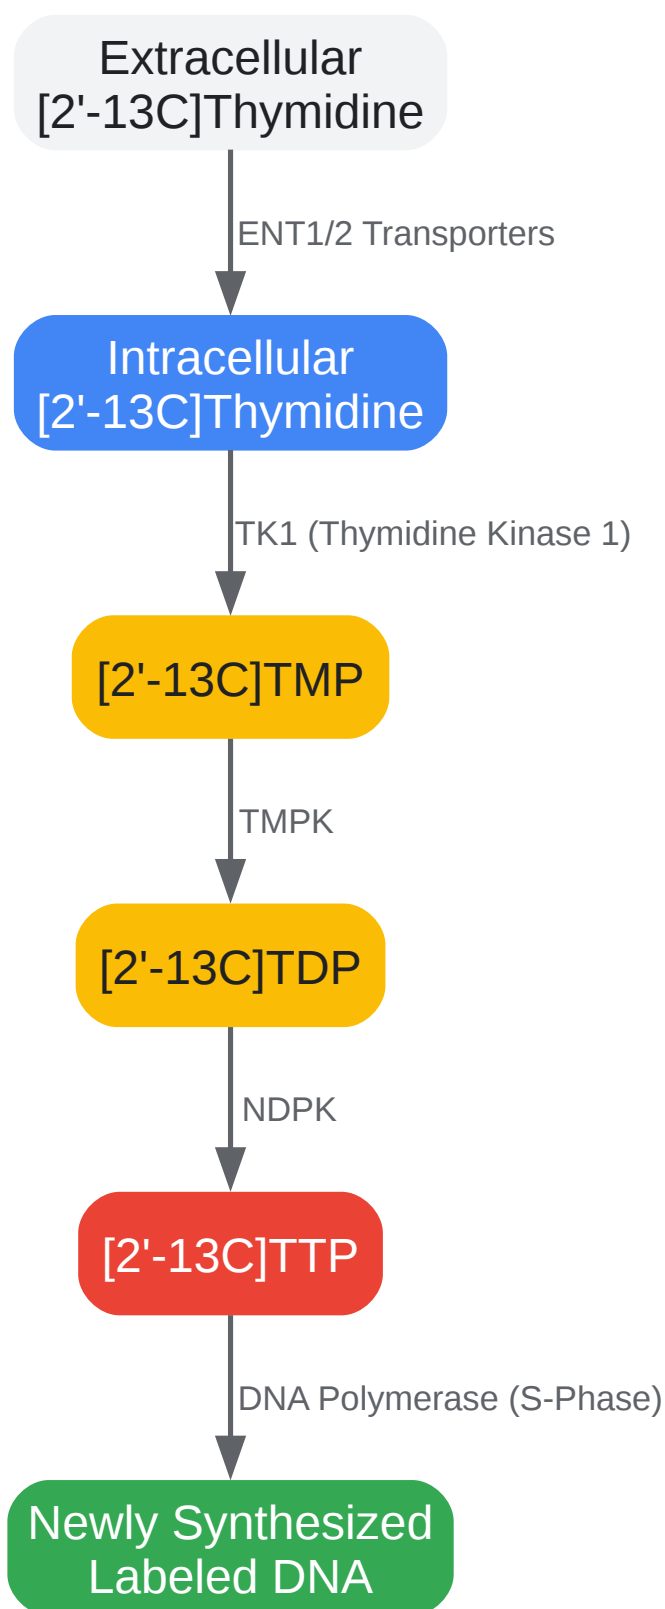 Extracellular
[2'-13C]Thymidine
ENT1/2 Transporters
Intracellular
[2'-13C]Thymidine
TK1 (Thymidine Kinase 1)
[2'-13C]TMP
TMPK
[2'-13C]TDP
NDPK
[2'-13C]TTP
DNA Polymerase (S-Phase)
Newly Synthesized
Labeled DNA